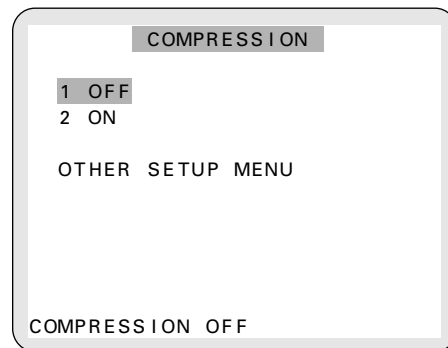 COMPRESSION
1 OFF
2 ON
OTHER SETUP MENU
COMPRESSION OFF